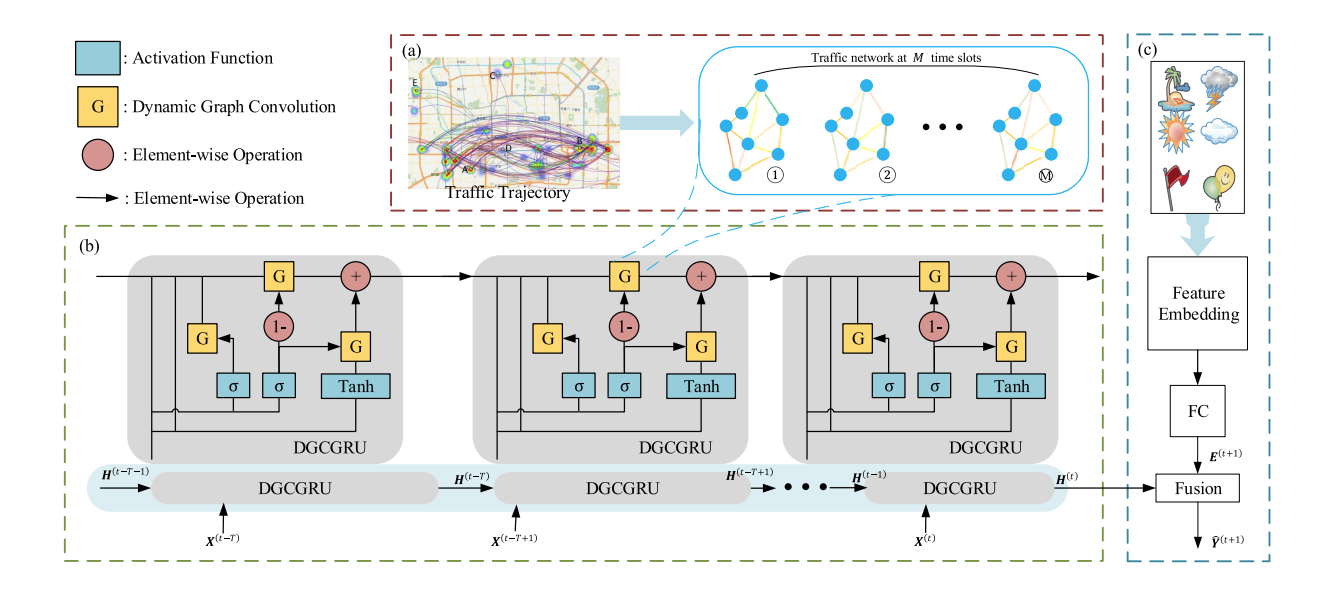 : Activation Function
G : Dynamic Graph Convolution
: Element-wise Operation
: Element-wise Operation
(a)
E
C
D
B
A
Traffic Trajectory
Traffic network at M time slots
① ② Ⓜ
(b)
G + G + G +
1- 1- 1-
G G G G G G
σ σ Tanh σ σ Tanh σ σ Tanh
DGCGRU DGCGRU DGCGRU
H^(t−T−1) H^(t−T) H^(t−T+1) H^(t−1) H^(t)
DGCGRU DGCGRU DGCGRU
X^(t−T) X^(t−T+1) X^(t)
(c)
Feature
Embedding
FC
E^(t+1)
Fusion
Ŷ^(t+1)